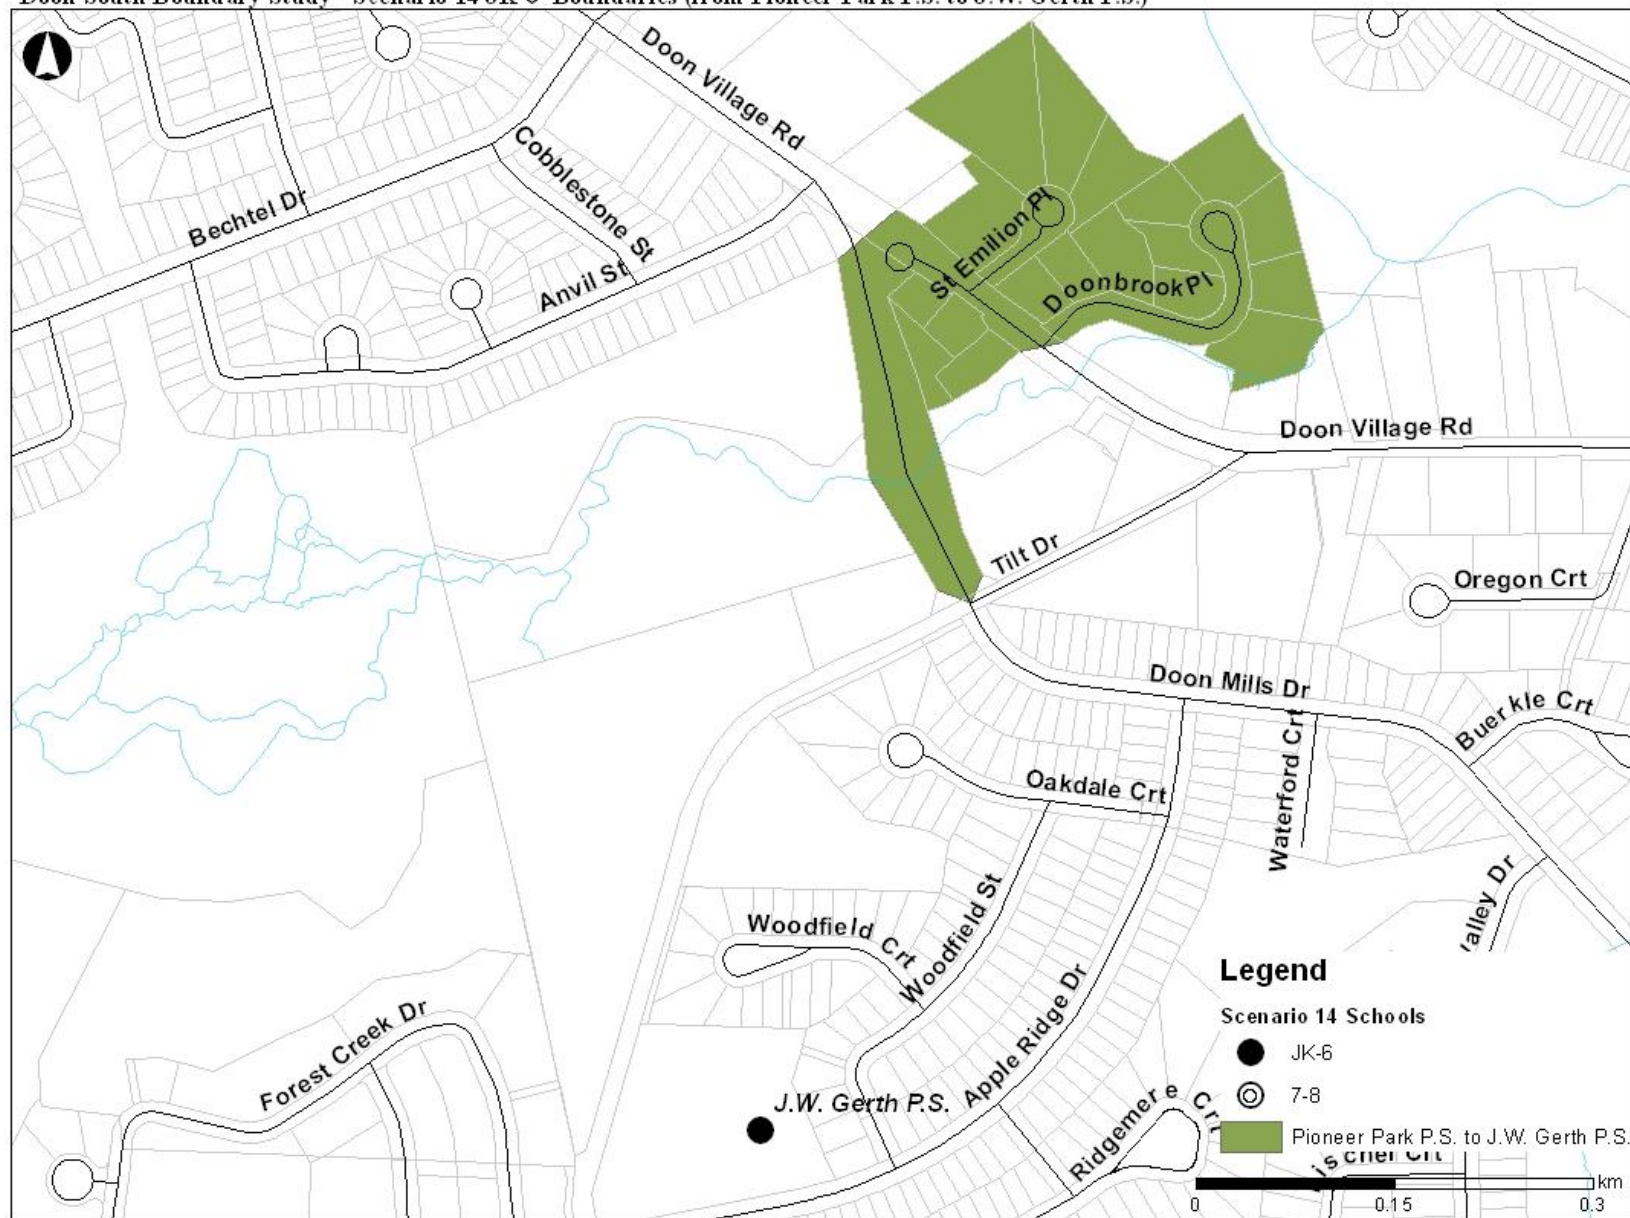 Doon Village Rd
Cobblestone St
Bechtel Dr
Anvil St
St Emilion Pl
Doonbrook Pl
Doon Village Rd
Tilt Dr
Oregon Crt
Doon Mills Dr
Buerkle Crt
Oakdale Crt
Waterford Crt
Woodfield St
Woodfield Crt
Forest Creek Dr
Apple Ridge Dr
J.W. Gerth P.S.
Ridgemere Crt
Legend
Scenario 14 Schools
JK-6
7-8
Pioneer Park P.S. to J.W. Gerth P.S.
km
0 0.15 0.3